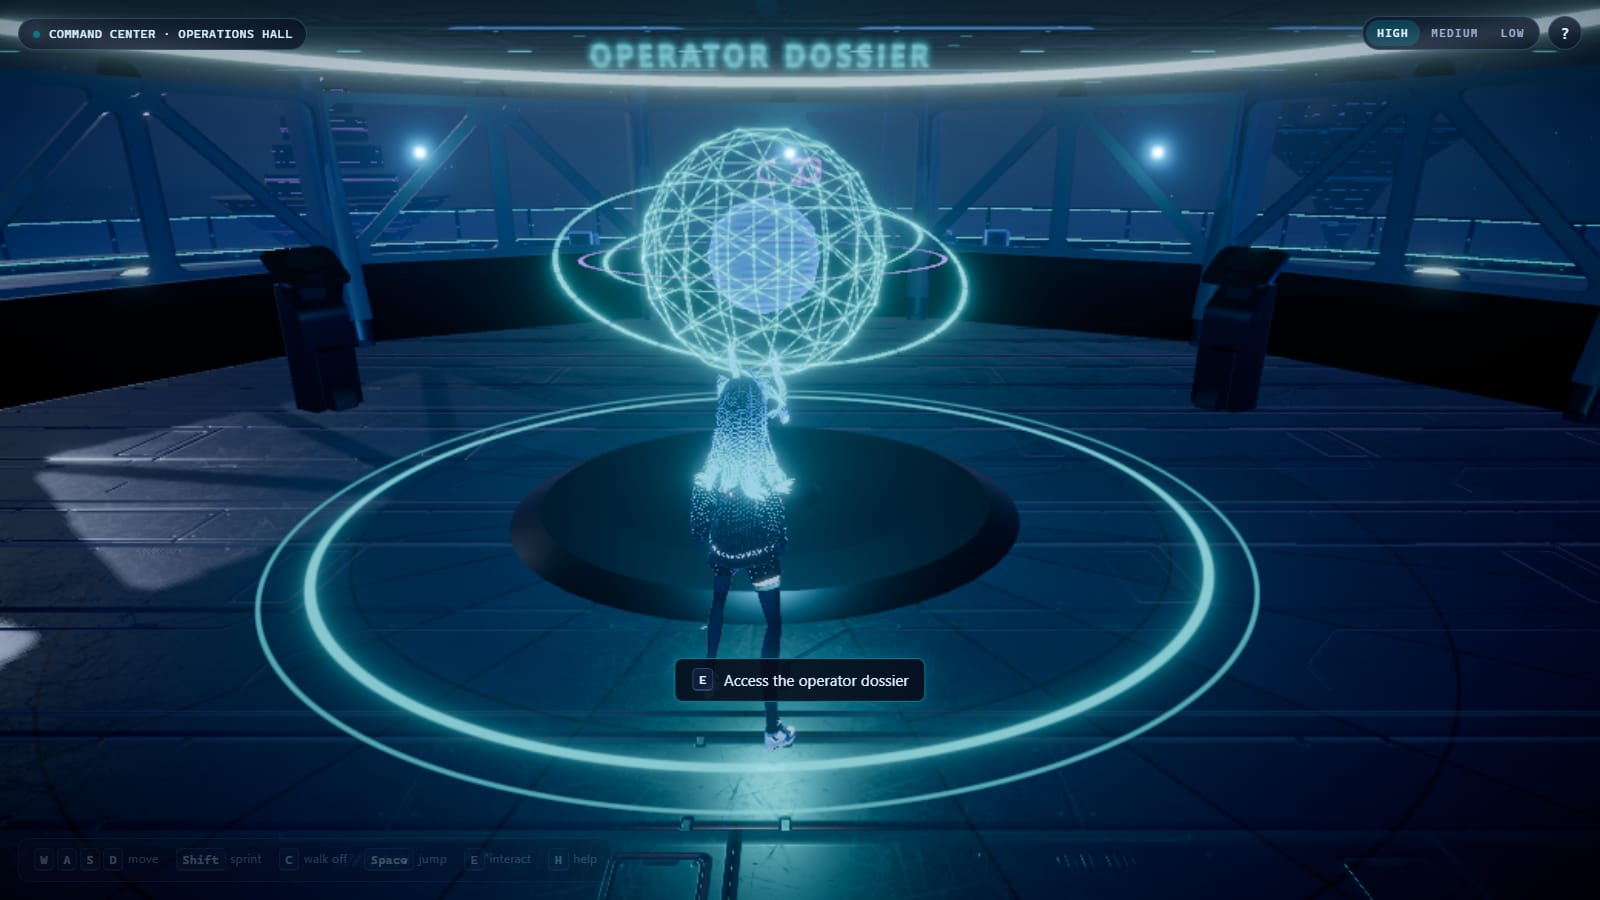 COMMAND CENTER · OPERATIONS HALL
OPERATOR DOSSIER
HIGH MEDIUM LOW ?
E Access the operator dossier
W A S D move Shift sprint C walk off Space jump E interact H help